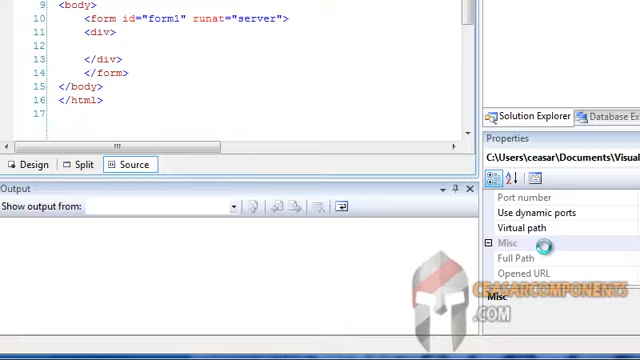 9 <body>
10 <form id="form1" runat="server">
11 <div>
12
13 </div>
14 </form>
15 </body>
16 </html>
17
Design Split Source
Output
Show output from:
Solution Explorer Database Ex
Properties
C:\Users\ceasar\Documents\Visual
Port number
Use dynamic ports
Virtual path
Misc
Full Path
Opened URL
Misc
CEASARCOMPONENTS
.COM